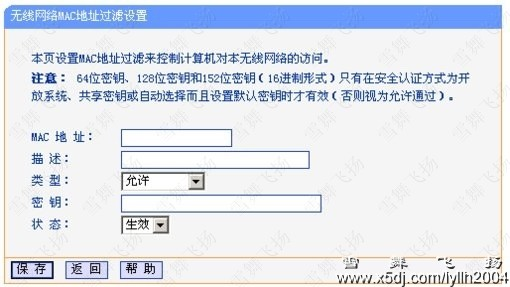 无线网络MAC地址过滤设置
本页设置MAC地址过滤来控制计算机对本无线网络的访问。
注意： 64位密钥、128位密钥和152位密钥（16进制形式）只有在安全认证方式为开
放系统、共享密钥或自动选择而且设置默认密钥时才有效（否则视为允许通过）。
MAC 地 址：
描 述：
类 型： 允许
密 钥：
状 态： 生效
保 存 返 回 帮 助
雪 舞 飞 扬
www.x5dj.com/lyllh2004